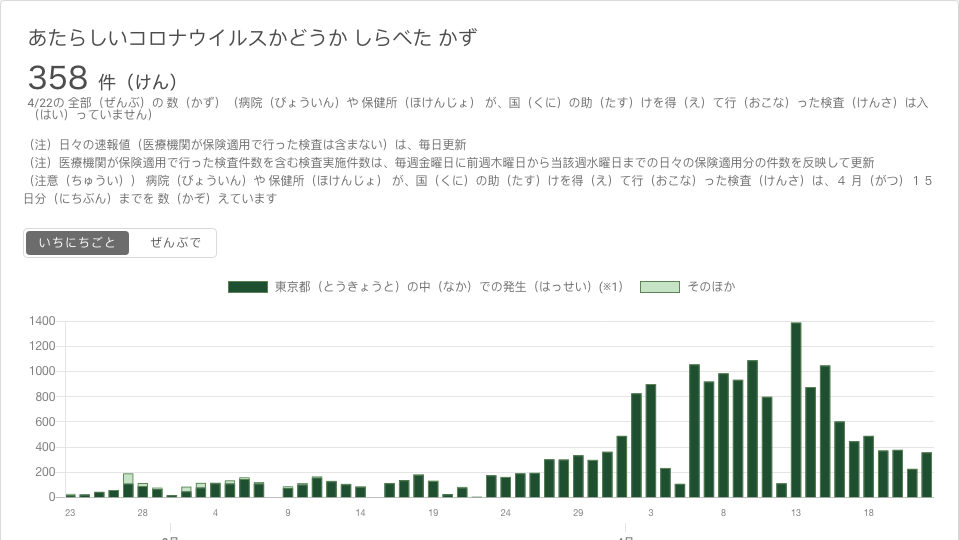 あたらしいコロナウイルスかどうか しらべた かず
358 件（けん）
4/22の 全部（ぜんぶ）の 数（かず）（病院（びょういん）や 保健所（ほけんじょ） が、国（くに）の助（たす）けを得（え）て行（おこな）った検査（けんさ）は入
（はい）っていません）
（注）日々の速報値（医療機関が保険適用で行った検査は含まない）は、毎日更新
（注）医療機関が保険適用で行った検査件数を含む検査実施件数は、毎週金曜日に前週木曜日から当該週水曜日までの日々の保険適用分の件数を反映して更新
（注意（ちゅうい）） 病院（びょういん）や 保健所（ほけんじょ） が、国（くに）の助（たす）けを得（え）て行（おこな）った検査（けんさ）は、４ 月（がつ）１５
日分（にちぶん）までを 数（かぞ）えています
いちにちごと ぜんぶで
東京都（とうきょうと）の中（なか）での発生（はっせい）(※1) そのほか
1400
1200
1000
800
600
400
200
0
23 28 4 9 14 19 24 29 3 8 13 18